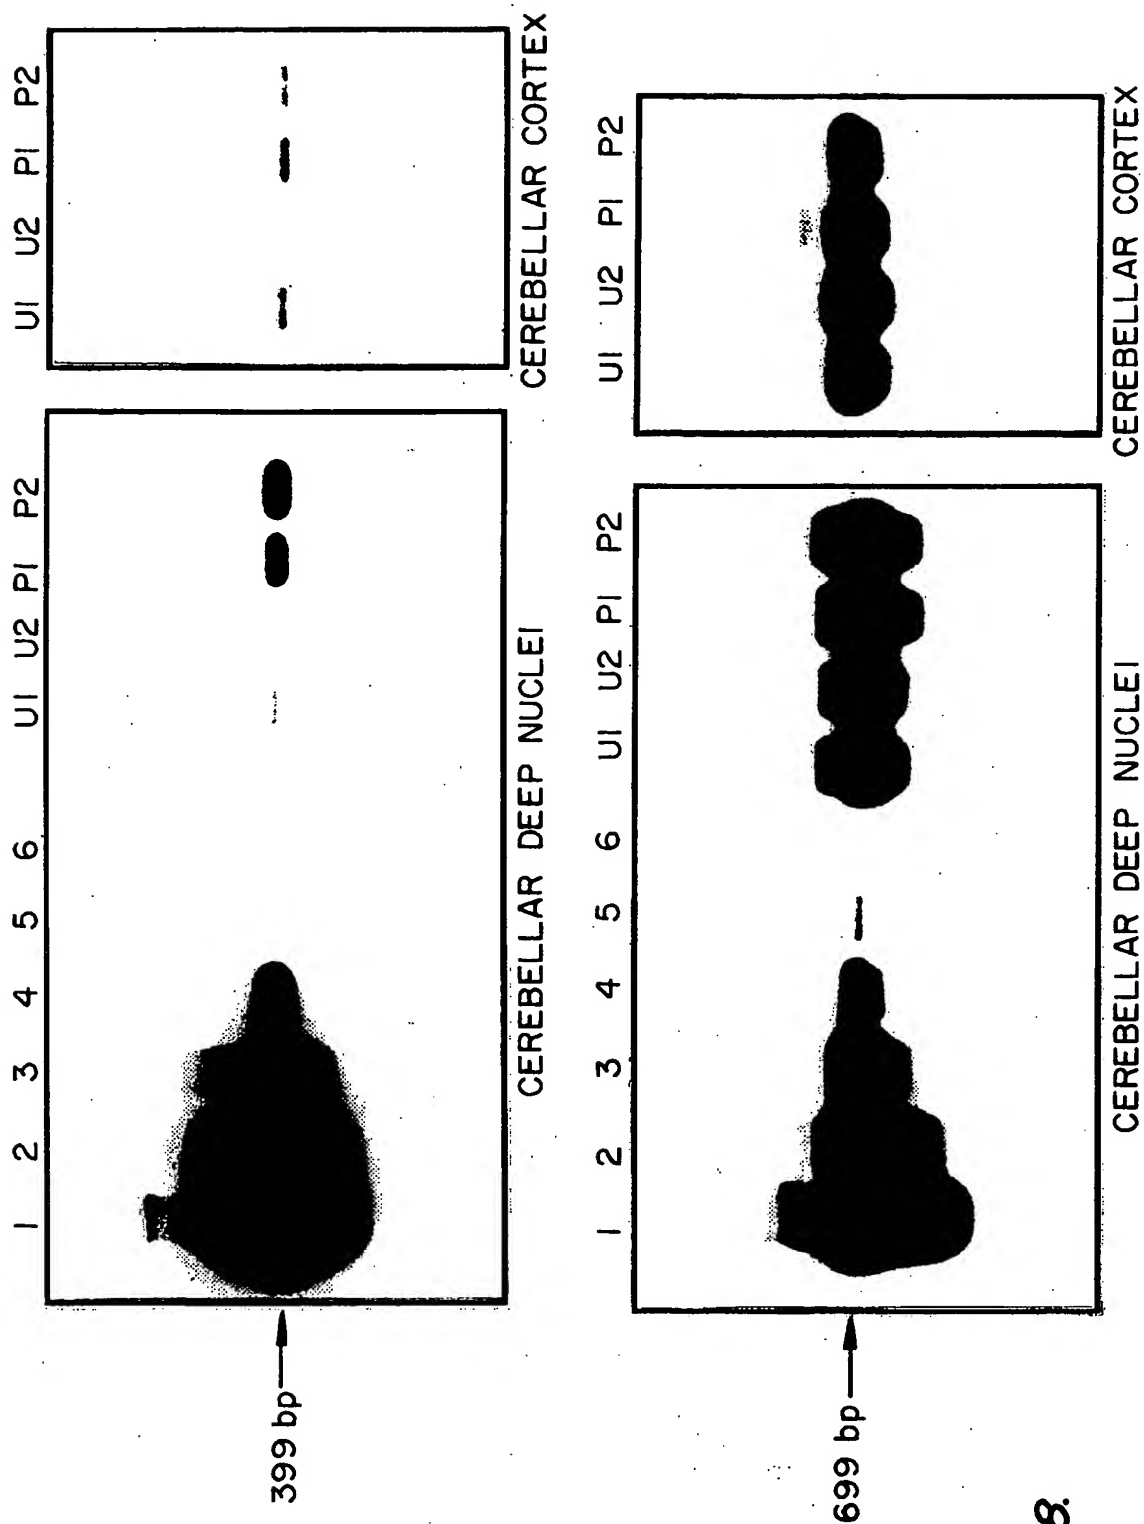 1 2 3 4 5 6 U1 U2 P1 P2
U1 U2 P1 P2
399 bp
CEREBELLAR DEEP NUCLEI
CEREBELLAR CORTEX
1 2 3 4 5 6 U1 U2 P1 P2
U1 U2 P1 P2
699 bp
CEREBELLAR DEEP NUCLEI
CEREBELLAR CORTEX